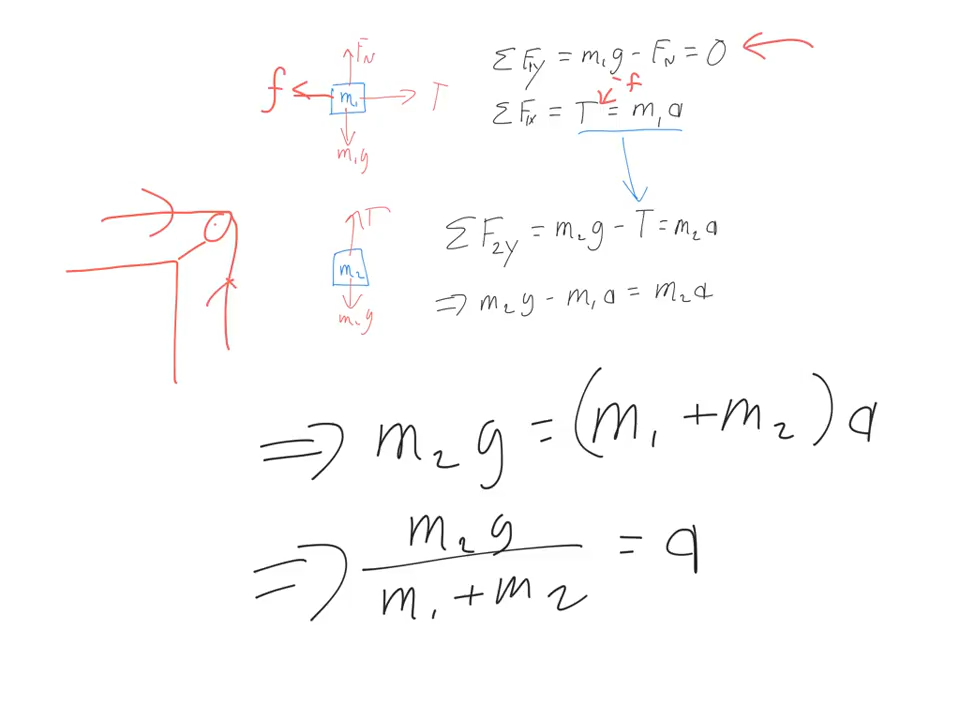 F_N
f m₁ T
m₁g
ΣF₁y = m₁g - F_N = 0
-f
ΣF₁x = T = m₁a
T
m₂
m₂g
ΣF₂y = m₂g - T = m₂a
⇒ m₂g - m₁a = m₂a
⇒ m₂g = (m₁ + m₂)a
⇒ m₂g / m₁ + m₂ = a